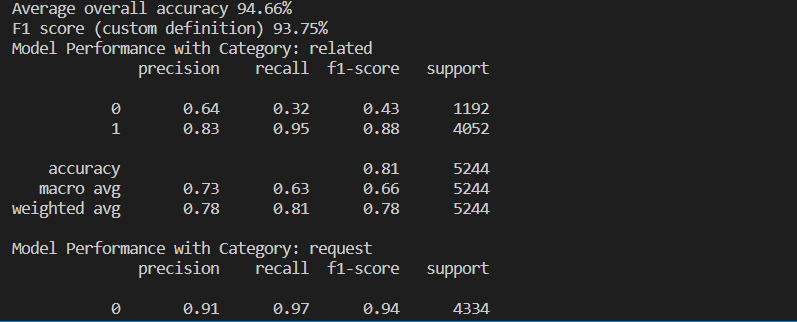 Average overall accuracy 94.66%
F1 score (custom definition) 93.75%
Model Performance with Category: related
precision recall f1-score support
0 0.64 0.32 0.43 1192
1 0.83 0.95 0.88 4052
accuracy 0.81 5244
macro avg 0.73 0.63 0.66 5244
weighted avg 0.78 0.81 0.78 5244
Model Performance with Category: request
precision recall f1-score support
0 0.91 0.97 0.94 4334